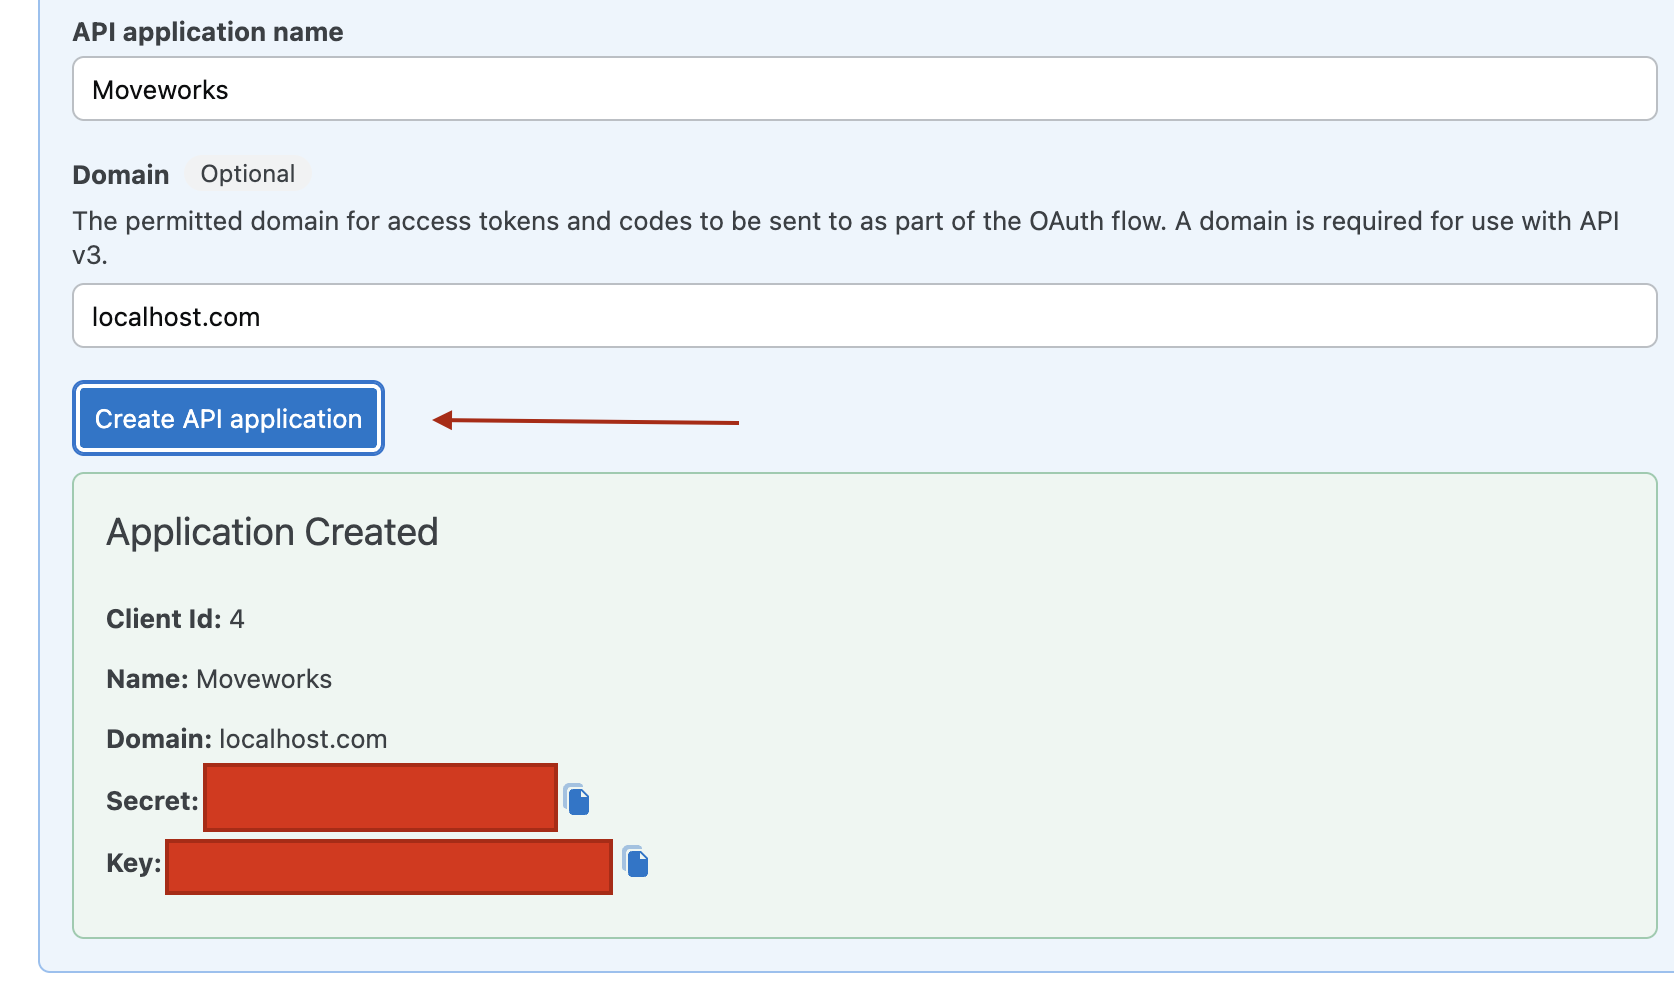 API application name
Moveworks
Domain Optional
The permitted domain for access tokens and codes to be sent to as part of the OAuth flow. A domain is required for use with API
v3.
localhost.com
Create API application
Application Created
Client Id: 4
Name: Moveworks
Domain: localhost.com
Secret:
Key: